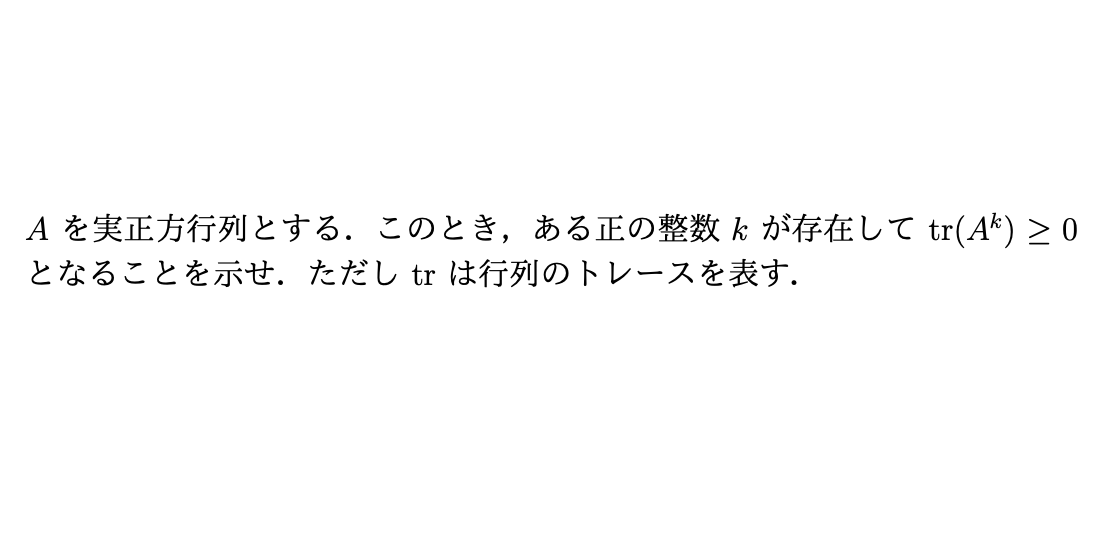 A を実正方行列とする．このとき，ある正の整数 k が存在して tr(A^k) ≥ 0
となることを示せ．ただし tr は行列のトレースを表す．